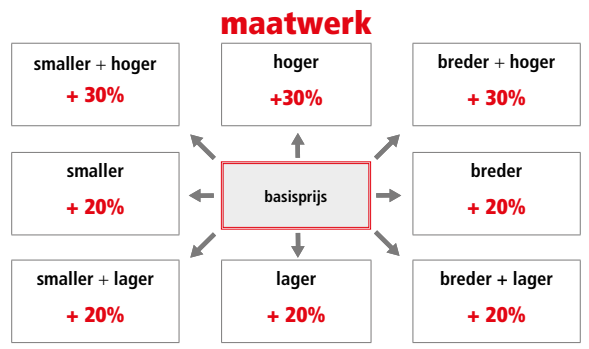 maatwerk
smaller + hoger
+ 30%
hoger
+30%
breder + hoger
+ 30%
smaller
+ 20%
basisprijs
breder
+ 20%
smaller + lager
+ 20%
lager
+ 20%
breder + lager
+ 20%